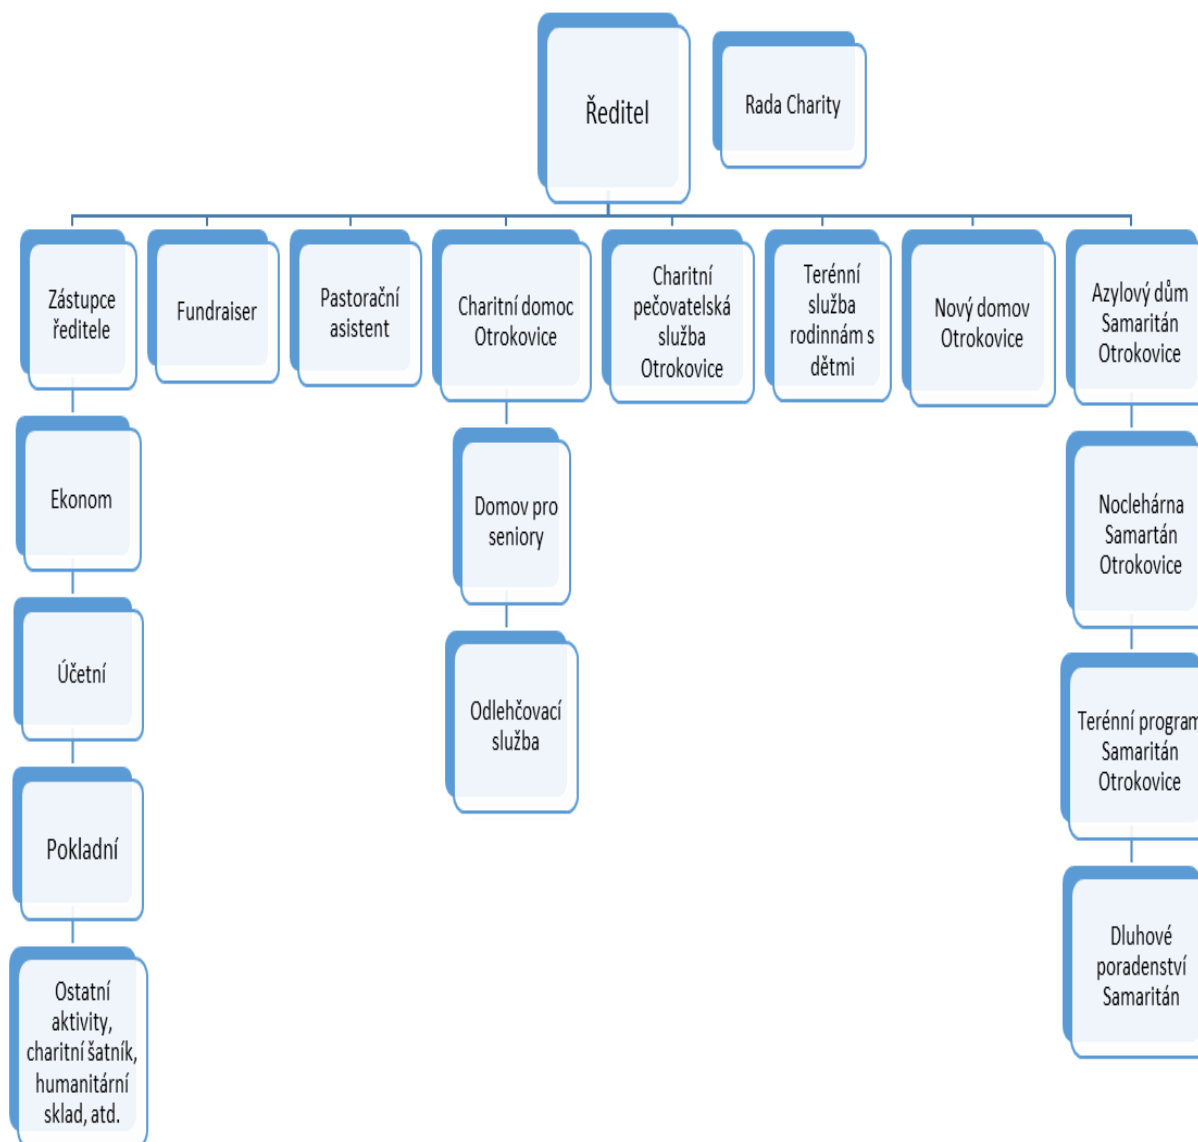 Ředitel
Rada Charity
Zástupce
ředitele
Fundraiser
Pastorační
asistent
Charitní domoc
Otrokovice
Charitní
pečovatelská
služba
Otrokovice
Terénní
služba
rodinnám s
dětmi
Nový domov
Otrokovice
Azylový dům
Samaritán
Otrokovice
Ekonom
Domov pro
seniory
Noclehárna
Samartán
Otrokovice
Účetní
Odlehčovací
služba
Terénní program
Samaritán
Otrokovice
Pokladní
Dluhové
poradenství
Samaritán
Ostatní
aktivity,
charitní šatník,
humanitární
sklad, atd.